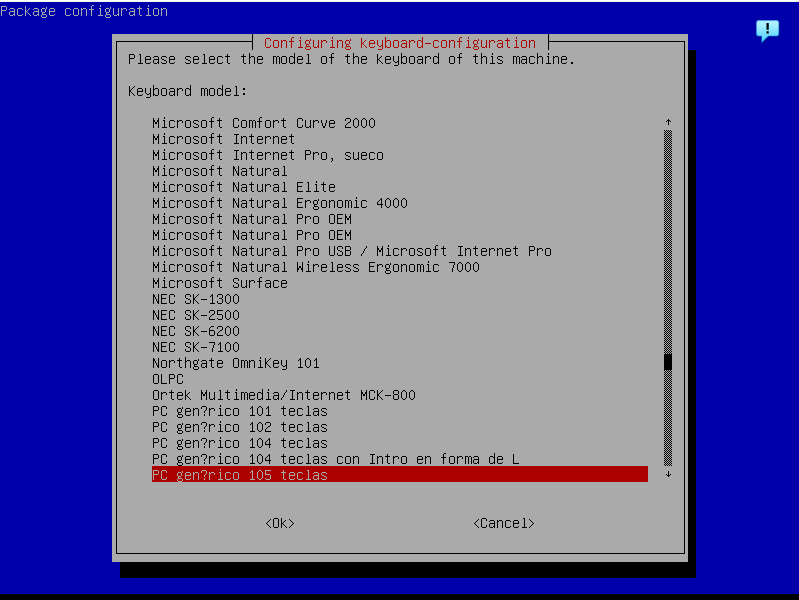 Package configuration
Configuring keyboard-configuration
Please select the model of the keyboard of this machine.
Keyboard model:
Microsoft Comfort Curve 2000
Microsoft Internet
Microsoft Internet Pro, sueco
Microsoft Natural
Microsoft Natural Elite
Microsoft Natural Ergonomic 4000
Microsoft Natural Pro OEM
Microsoft Natural Pro OEM
Microsoft Natural Pro USB / Microsoft Internet Pro
Microsoft Natural Wireless Ergonomic 7000
Microsoft Surface
NEC SK-1300
NEC SK-2500
NEC SK-6200
NEC SK-7100
Northgate OmniKey 101
OLPC
Ortek Multimedia/Internet MCK-800
PC gen?rico 101 teclas
PC gen?rico 102 teclas
PC gen?rico 104 teclas
PC gen?rico 104 teclas con Intro en forma de L
PC gen?rico 105 teclas
<Ok> <Cancel>